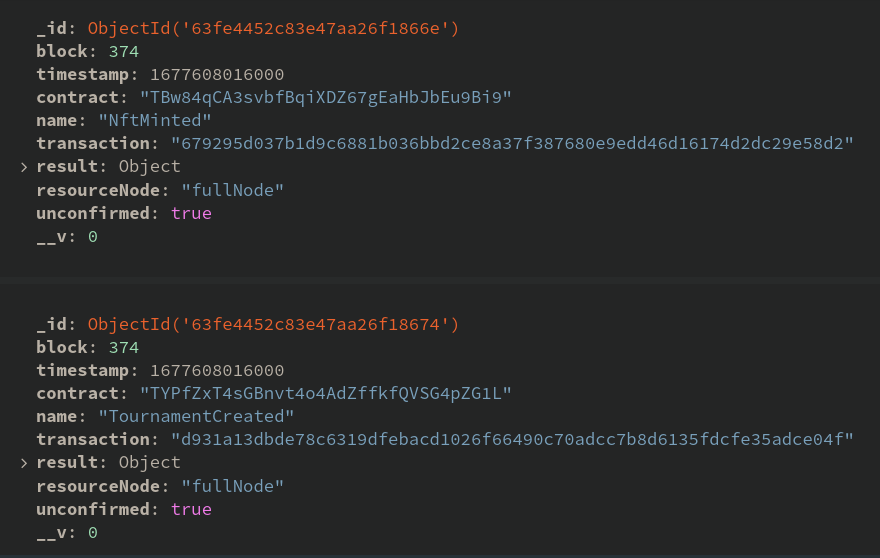 _id: ObjectId('63fe4452c83e47aa26f1866e')
block: 374
timestamp: 1677608016000
contract: "TBw84qCA3svbfBqiXDZ67gEaHbJbEu9Bi9"
name: "NftMinted"
transaction: "679295d037b1d9c6881b036bbd2ce8a37f387680e9edd46d16174d2dc29e58d2"
> result: Object
resourceNode: "fullNode"
unconfirmed: true
__v: 0
_id: ObjectId('63fe4452c83e47aa26f18674')
block: 374
timestamp: 1677608016000
contract: "TYPfZxT4sGBnvt4o4AdZffkfQVSG4pZG1L"
name: "TournamentCreated"
transaction: "d931a13dbde78c6319dfebacd1026f66490c70adcc7b8d6135fdcfe35adce04f"
> result: Object
resourceNode: "fullNode"
unconfirmed: true
__v: 0